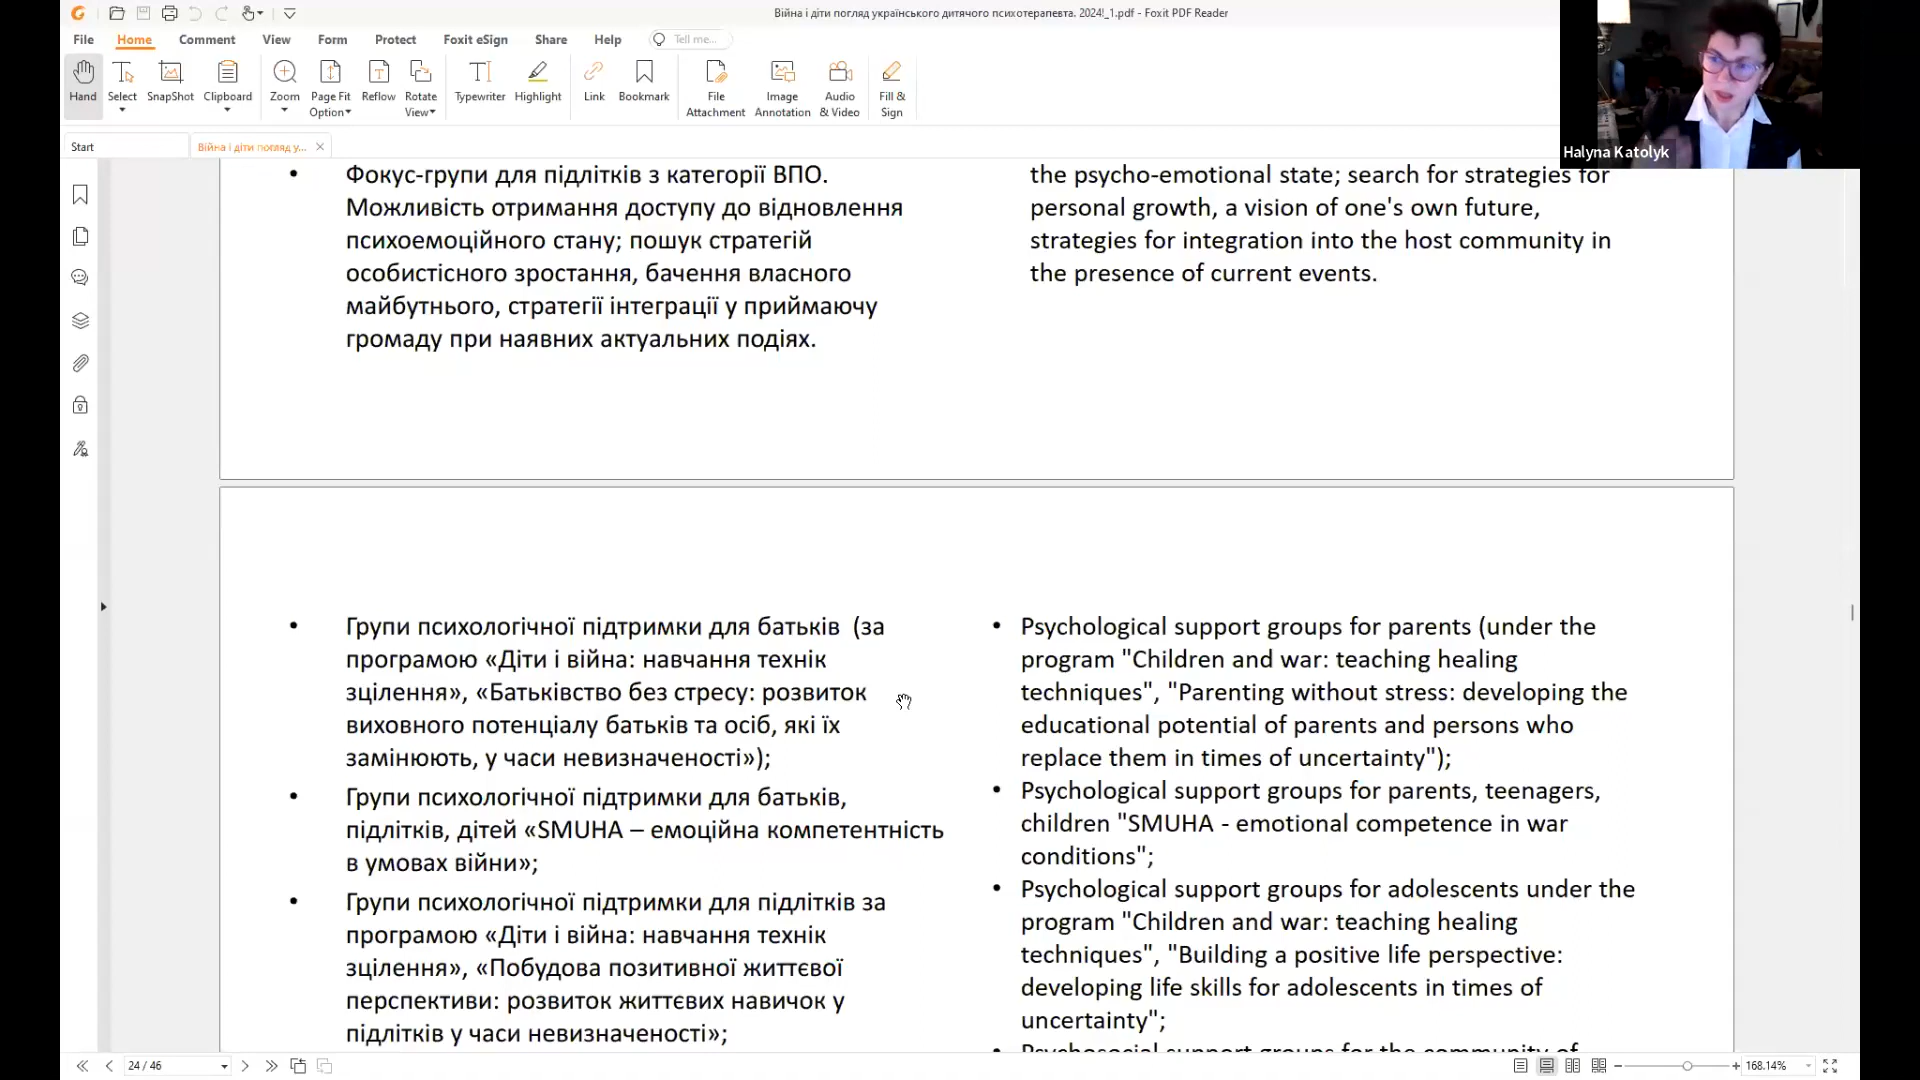 Війна і діти погляд українського дитячого психотерапевта. 2024!_1.pdf - Foxit PDF Reader
File Home Comment View Form Protect Foxit eSign Share Help Tell me...
Hand Select SnapShot Clipboard Zoom Page Fit Option Reflow Rotate View Typewriter Highlight Link Bookmark File Attachment Image Annotation Audio & Video Fill & Sign
Halyna Katolyk
Start Війна і діти погляд у...
• Фокус-групи для підлітків з категорії ВПО.
Можливість отримання доступу до відновлення
психоемоційного стану; пошук стратегій
особистісного зростання, бачення власного
майбутнього, стратегії інтеграції у приймаючу
громаду при наявних актуальних подіях.
the psycho-emotional state; search for strategies for
personal growth, a vision of one's own future,
strategies for integration into the host community in
the presence of current events.
• Групи психологічної підтримки для батьків (за
програмою «Діти і війна: навчання технік
зцілення», «Батьківство без стресу: розвиток
виховного потенціалу батьків та осіб, які їх
замінюють, у часи невизначеності»);
• Групи психологічної підтримки для батьків,
підлітків, дітей «SMUHA – емоційна компетентність
в умовах війни»;
• Групи психологічної підтримки для підлітків за
програмою «Діти і війна: навчання технік
зцілення», «Побудова позитивної життєвої
перспективи: розвиток життєвих навичок у
підлітків у часи невизначеності»;
• Psychological support groups for parents (under the
program "Children and war: teaching healing
techniques", "Parenting without stress: developing the
educational potential of parents and persons who
replace them in times of uncertainty");
• Psychological support groups for parents, teenagers,
children "SMUHA - emotional competence in war
conditions";
• Psychological support groups for adolescents under the
program "Children and war: teaching healing
techniques", "Building a positive life perspective:
developing life skills for adolescents in times of
uncertainty";
• Psychosocial support groups for the community of
24 / 46
168.14%